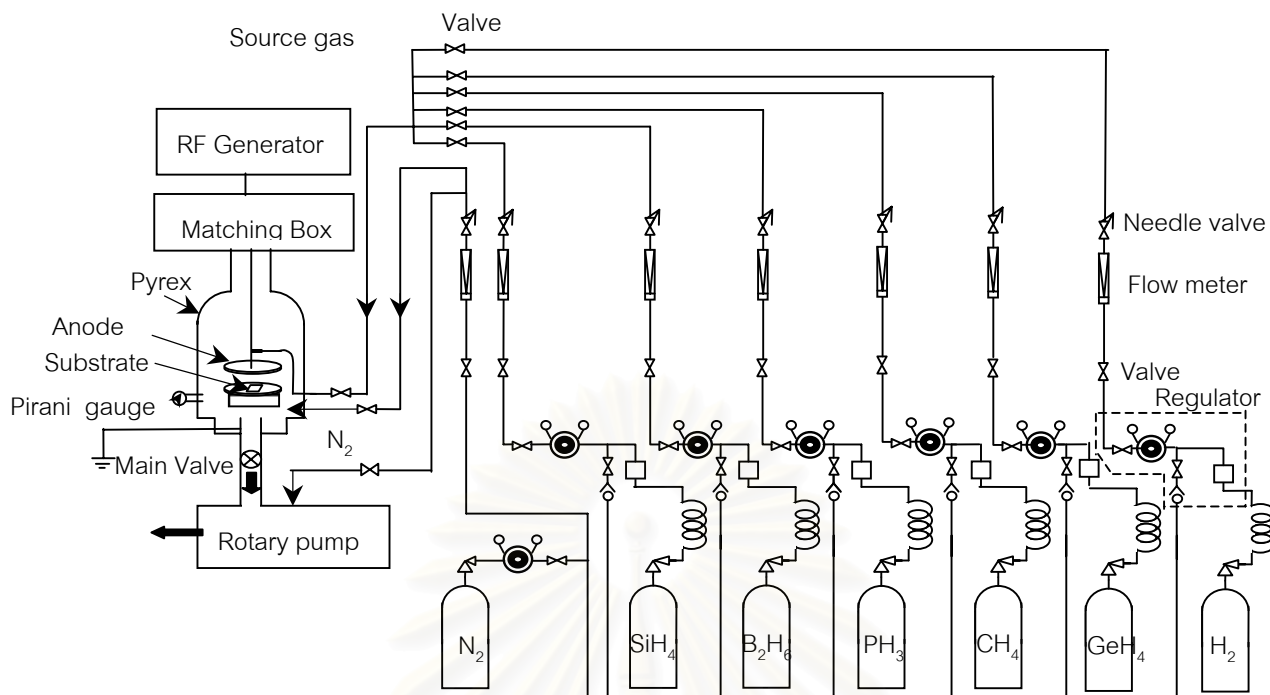 Valve
Source gas
RF Generator
Matching Box
Needle valve
Pyrex
Flow meter
Anode
Substrate
Valve
Regulator
Pirani gauge
N₂
Main Valve
Rotary pump
N₂
SiH₄
B₂H₆
PH₃
CH₄
GeH₄
H₂